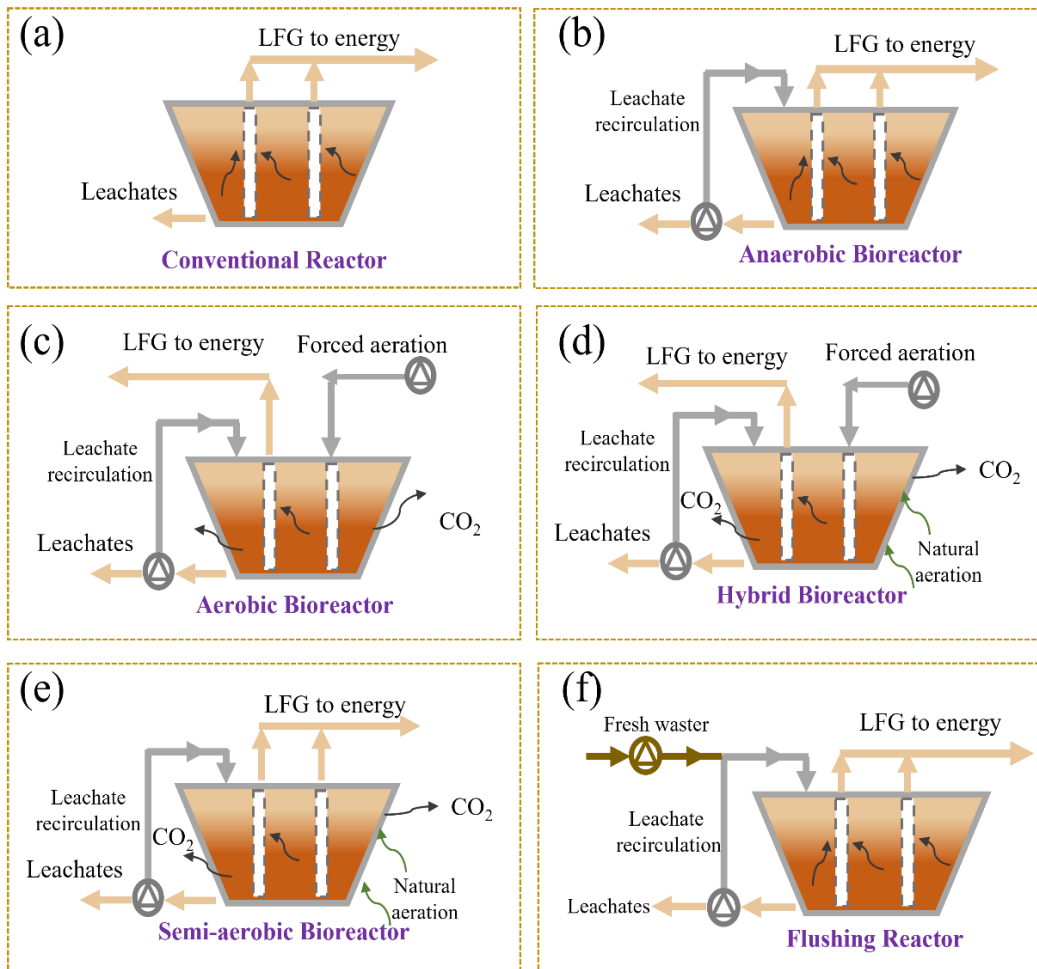 (a)
LFG to energy
Leachates
Conventional Reactor
(b)
LFG to energy
Leachate
recirculation
Leachates
Anaerobic Bioreactor
(c)
LFG to energy
Forced aeration
Leachate
recirculation
CO2
Leachates
Aerobic Bioreactor
(d)
LFG to energy
Forced aeration
Leachate
recirculation
CO2
CO2
Leachates
Natural
aeration
Hybrid Bioreactor
(e)
LFG to energy
Leachate
recirculation
CO2
CO2
Leachates
Natural
aeration
Semi-aerobic Bioreactor
(f)
Fresh waster
LFG to energy
Leachate
recirculation
Leachates
Flushing Reactor